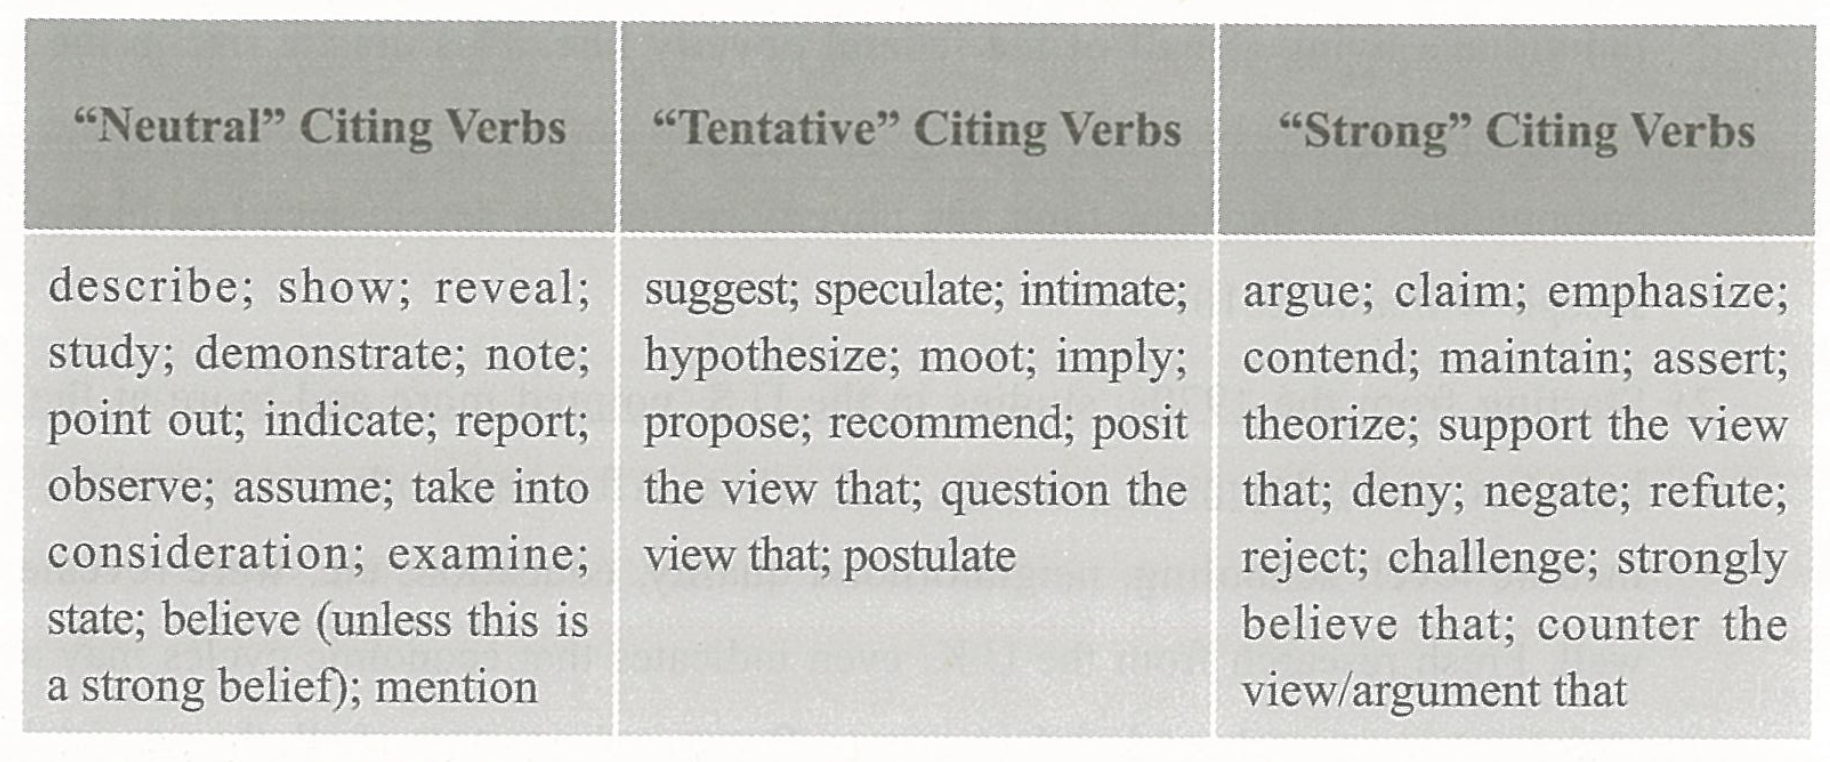 “Neutral” Citing Verbs
“Tentative” Citing Verbs
“Strong” Citing Verbs
describe; show; reveal;
study; demonstrate; note;
point out; indicate; report;
observe; assume; take into
consideration; examine;
state; believe (unless this is
a strong belief); mention
suggest; speculate; intimate;
hypothesize; moot; imply;
propose; recommend; posit
the view that; question the
view that; postulate
argue; claim; emphasize;
contend; maintain; assert;
theorize; support the view
that; deny; negate; refute;
reject; challenge; strongly
believe that; counter the
view/argument that